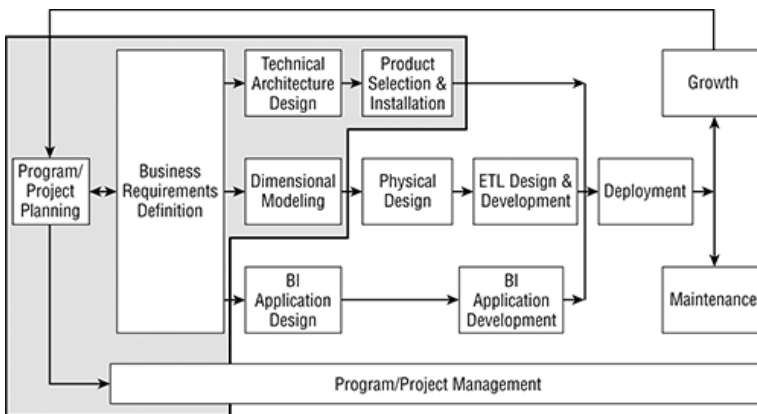 Technical
Architecture
Design
Product
Selection &
Installation
Growth
Program/
Project
Planning
Business
Requirements
Definition
Dimensional
Modeling
Physical
Design
ETL Design &
Development
Deployment
BI
Application
Design
BI
Application
Development
Maintenance
Program/Project Management